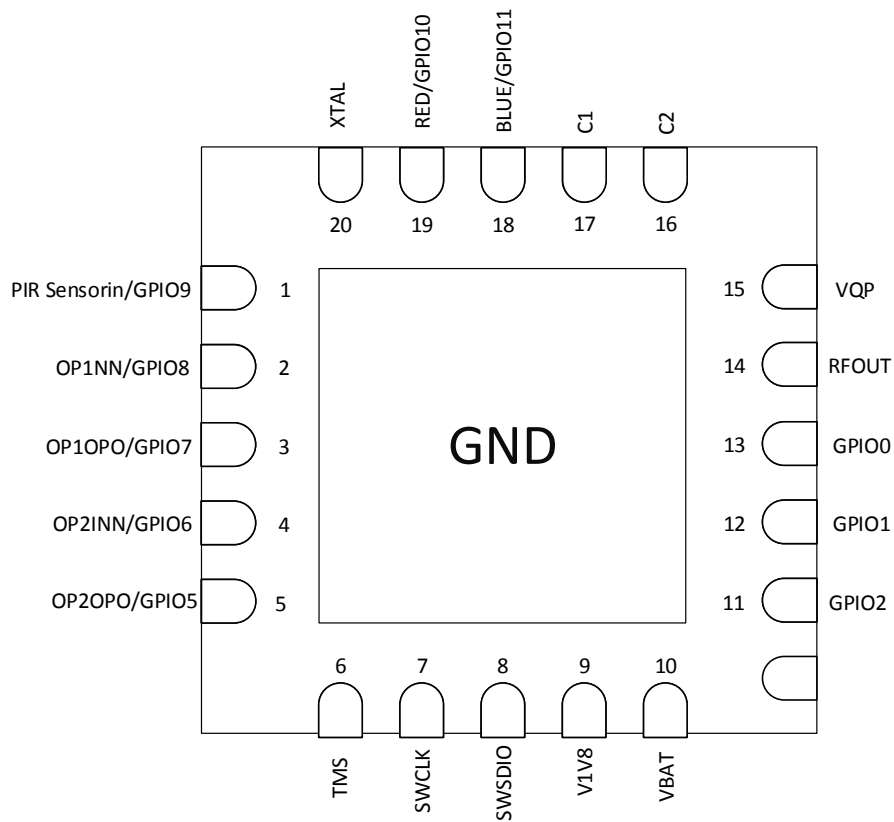 XTAL
RED/GPIO10
BLUE/GPIO11
C1
C2
20
19
18
17
16
PIR Sensorin/GPIO9
1
15
VQP
OP1NN/GPIO8
2
14
RFOUT
OP1OPO/GPIO7
3
GND
13
GPIO0
OP2INN/GPIO6
4
12
GPIO1
OP2OPO/GPIO5
5
11
GPIO2
6
7
8
9
10
TMS
SWCLK
SWSDIO
V1V8
VBAT